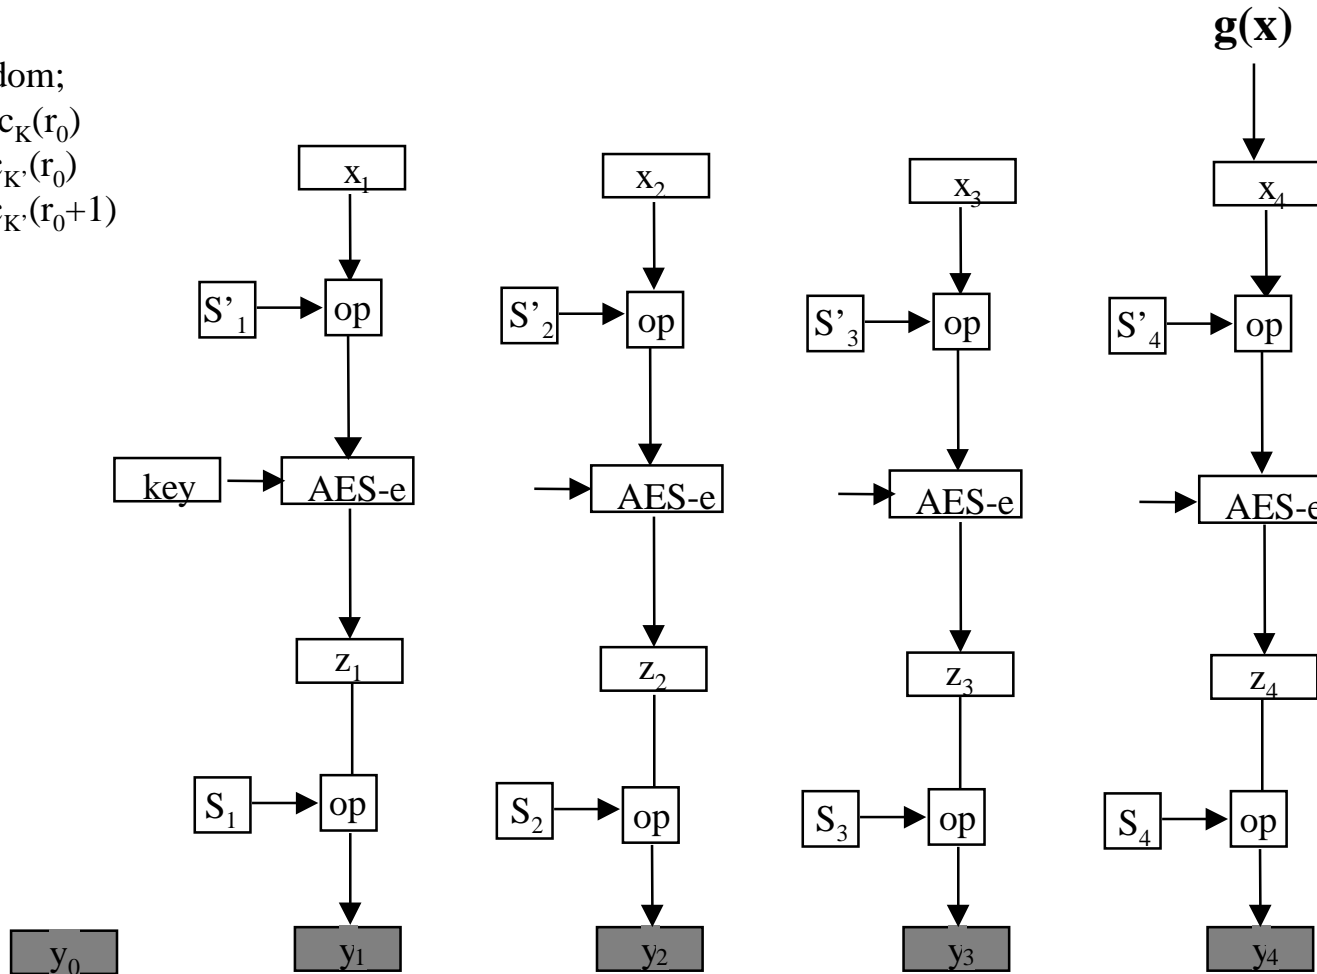 g(x)
dom;
c_K(r_0)
c_K'(r_0)
c_K'(r_0+1)
x_1 x_2 x_3 x_4
S'_1 op S'_2 op S'_3 op S'_4 op
key AES-e AES-e AES-e AES-e
z_1 z_2 z_3 z_4
S_1 op S_2 op S_3 op S_4 op
y_0 y_1 y_2 y_3 y_4